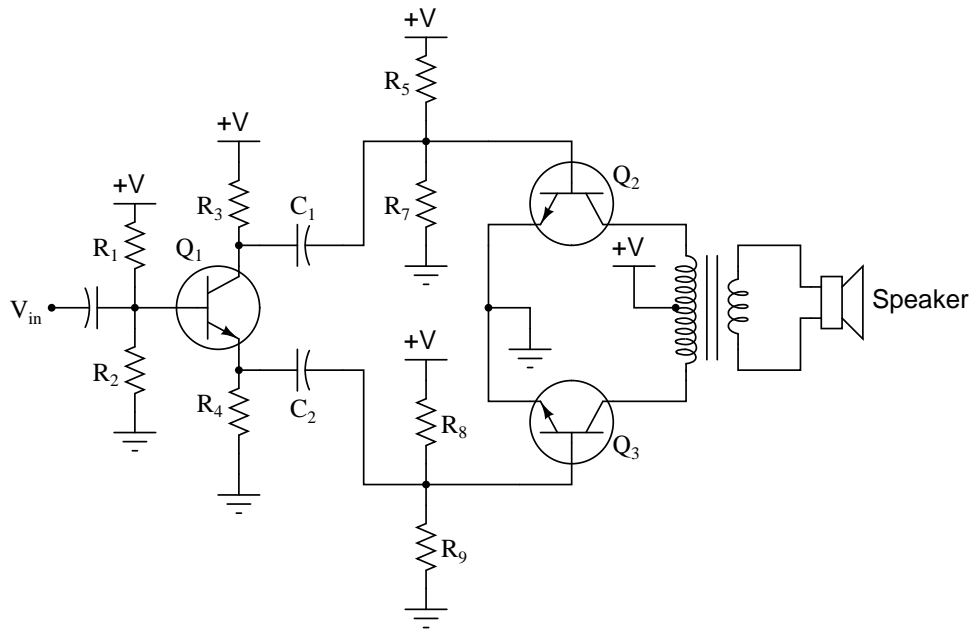 +V
R5
+V
C1
Q2
+V
R3
R7
R1
Q1
+V
Vin
Speaker
+V
R2
C2
R4
R8
Q3
R9